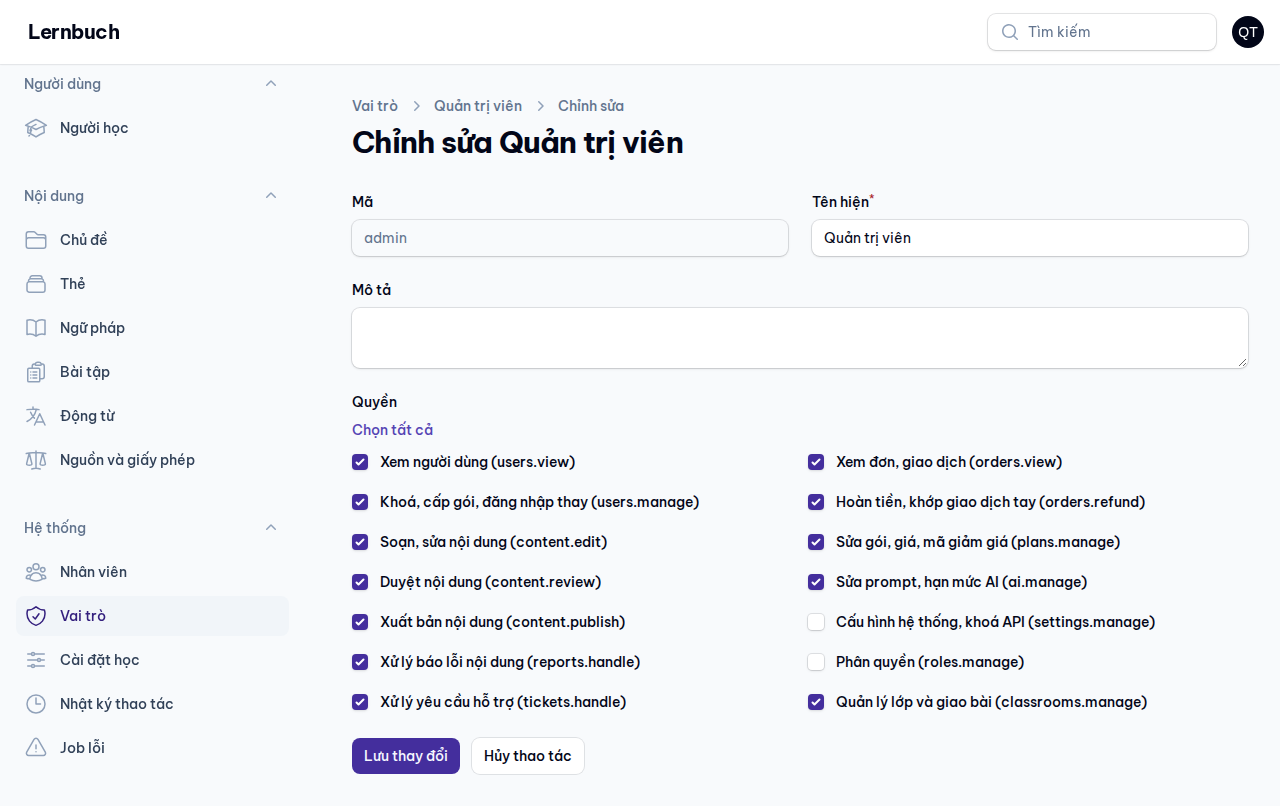 Lernbuch
Tìm kiếm
QT
Người dùng
Người học
Nội dung
Chủ đề
Thẻ
Ngữ pháp
Bài tập
Động từ
Nguồn và giấy phép
Hệ thống
Nhân viên
Vai trò
Cài đặt học
Nhật ký thao tác
Job lỗi
Vai trò > Quản trị viên > Chỉnh sửa
Chỉnh sửa Quản trị viên
Mã
admin
Tên hiện*
Quản trị viên
Mô tả
Quyền
Chọn tất cả
Xem người dùng (users.view)
Khoá, cấp gói, đăng nhập thay (users.manage)
Soạn, sửa nội dung (content.edit)
Duyệt nội dung (content.review)
Xuất bản nội dung (content.publish)
Xử lý báo lỗi nội dung (reports.handle)
Xử lý yêu cầu hỗ trợ (tickets.handle)
Xem đơn, giao dịch (orders.view)
Hoàn tiền, khớp giao dịch tay (orders.refund)
Sửa gói, giá, mã giảm giá (plans.manage)
Sửa prompt, hạn mức AI (ai.manage)
Cấu hình hệ thống, khoá API (settings.manage)
Phân quyền (roles.manage)
Quản lý lớp và giao bài (classrooms.manage)
Lưu thay đổi
Hủy thao tác